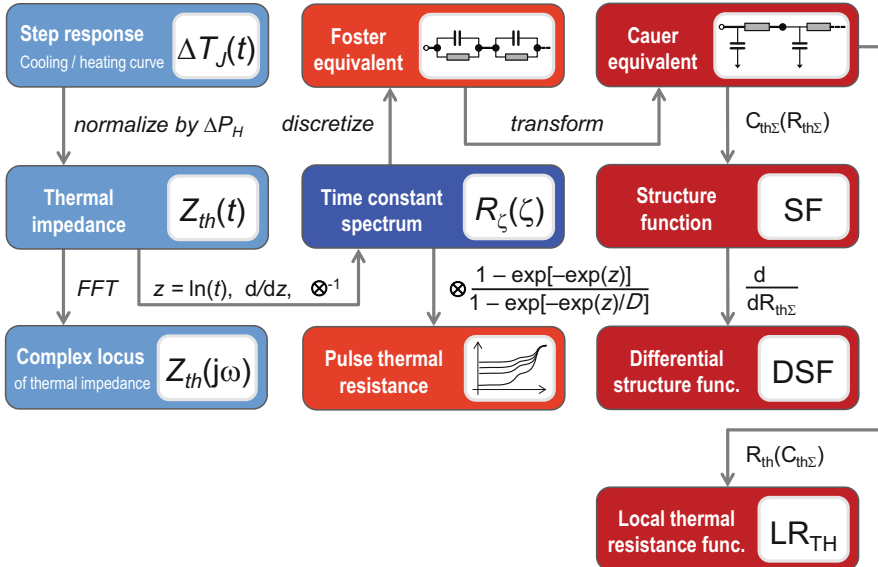 Step response
Cooling / heating curve
ΔT_J(t)
Foster
equivalent
Cauer
equivalent
normalize by ΔP_H
discretize
transform
C_thΣ(R_thΣ)
Thermal
impedance
Z_th(t)
Time constant
spectrum
R_ζ(ζ)
Structure
function
SF
FFT
z = ln(t), d/dz, ⊗⁻¹
⊗ 1 – exp[–exp(z)]
1 – exp[–exp(z)/D]
d
dR_thΣ
Complex locus
of thermal impedance
Z_th(jω)
Pulse thermal
resistance
Differential
structure func.
DSF
R_th(C_thΣ)
Local thermal
resistance func.
LR_TH